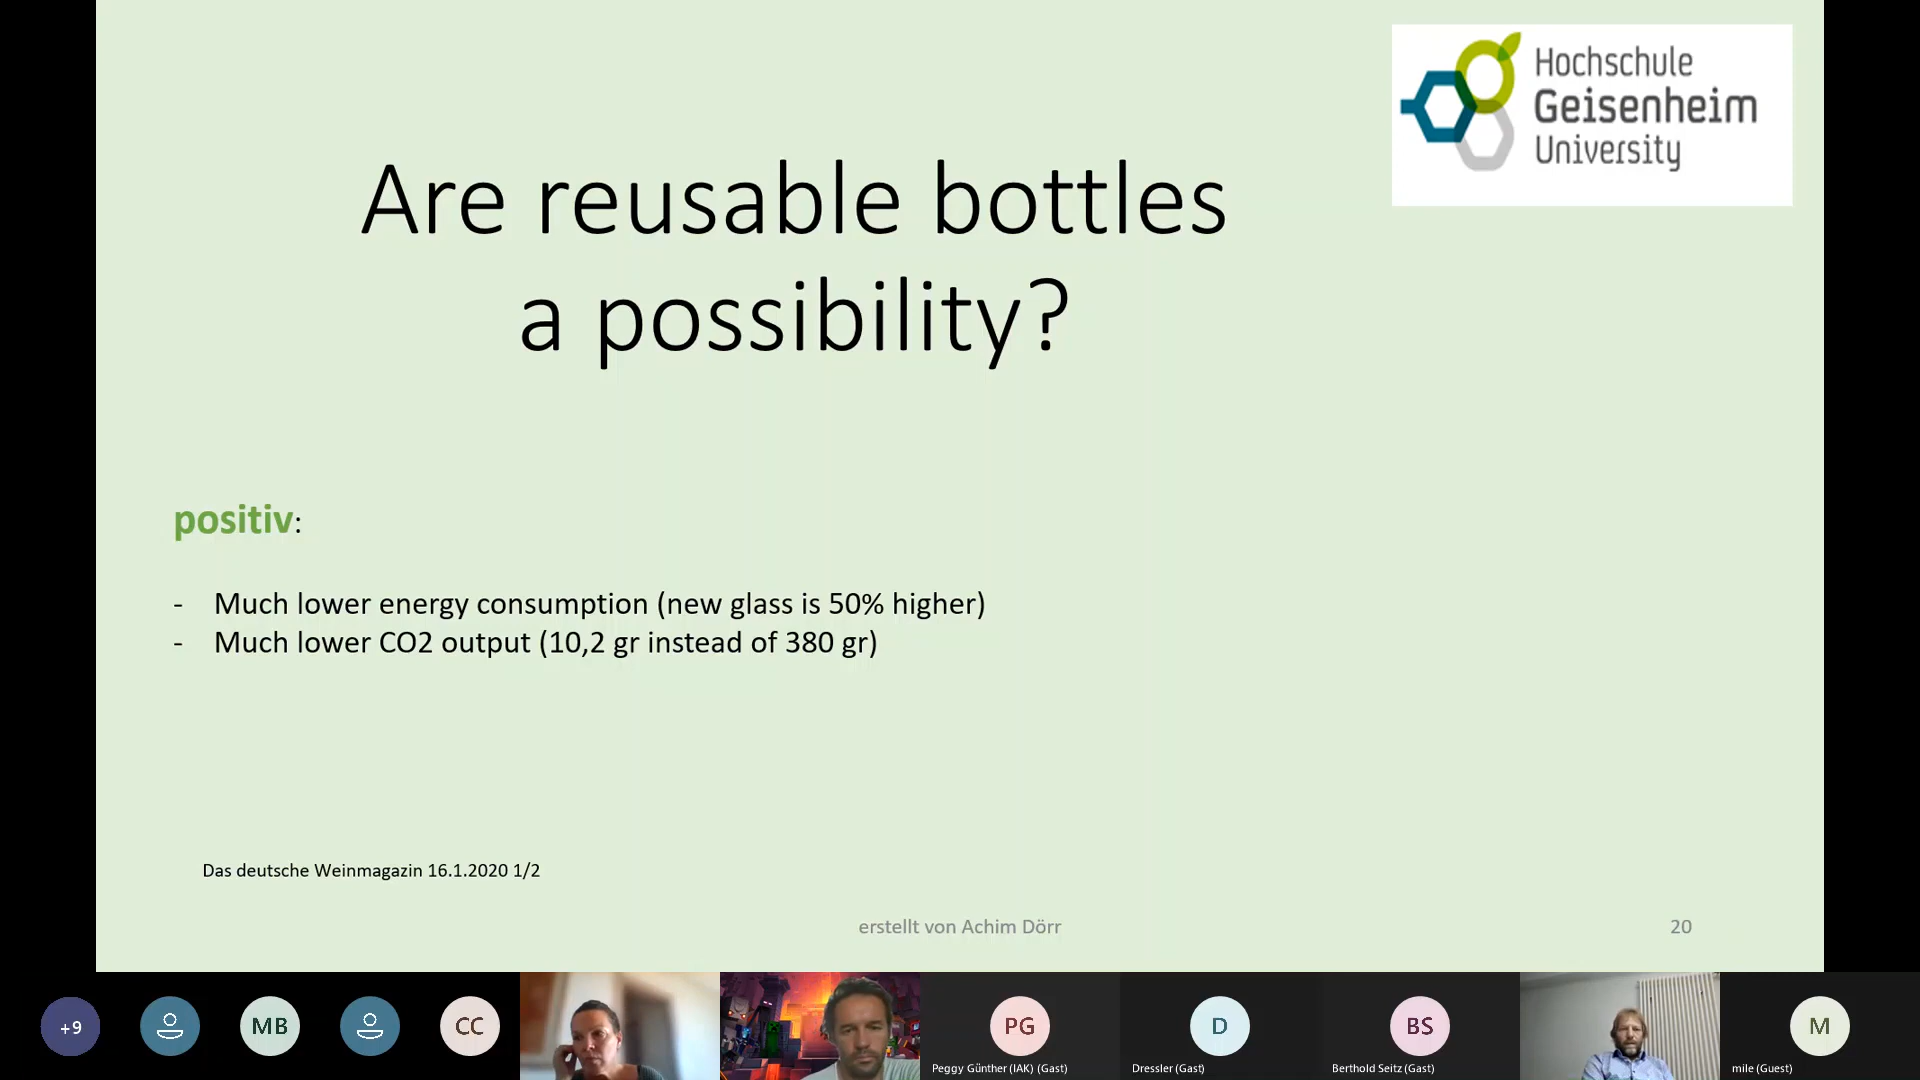 Hochschule
Geisenheim
University
Are reusable bottles
a possibility?
positiv:
- Much lower energy consumption (new glass is 50% higher)
- Much lower CO2 output (10,2 gr instead of 380 gr)
Das deutsche Weinmagazin 16.1.2020 1/2
erstellt von Achim Dörr
20
+9
MB
CC
PG
D
BS
M
Peggy Günther (IAK) (Gast)
Dressler (Gast)
Berthold Seitz (Gast)
mile (Guest)